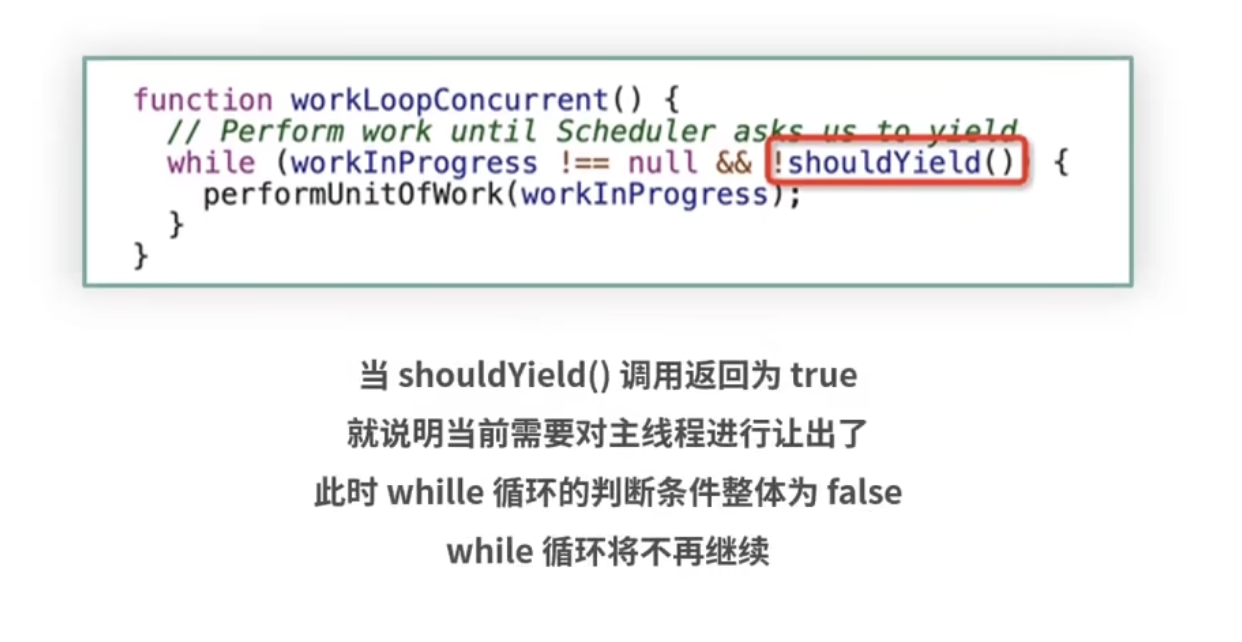 function workLoopConcurrent() {
// Perform work until Scheduler asks us to yield
while (workInProgress !== null && !shouldYield() {
performUnitOfWork(workInProgress);
}
}
当 shouldYield() 调用返回为 true
就说明当前需要对主线程进行让出了
此时 whille 循环的判断条件整体为 false
while 循环将不再继续